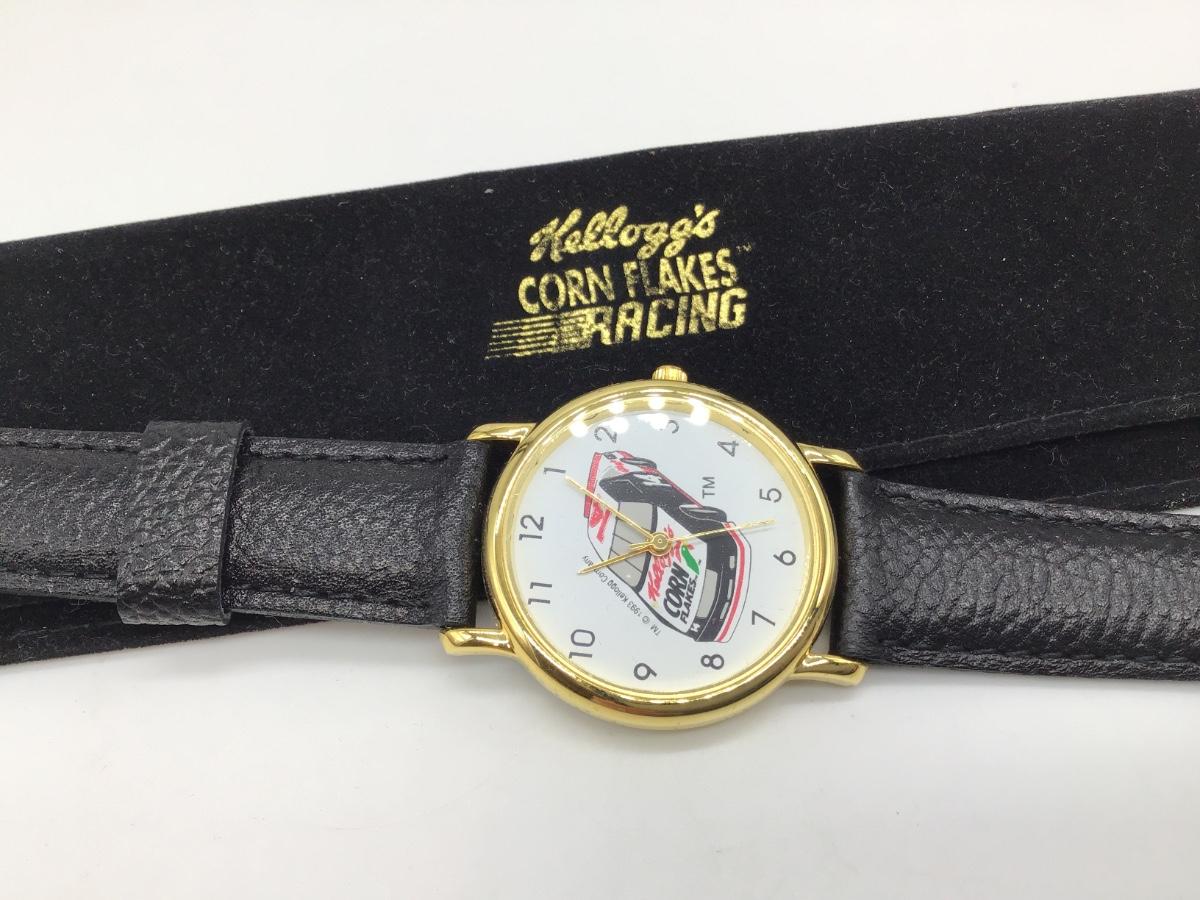 Kellogg's
CORN FLAKES™
RACING
12
1
2
3
4
5
6
7
8
9
10
11
TM
Kellogg's
CORN
FLAKES
TM © 1993 Kellogg Company